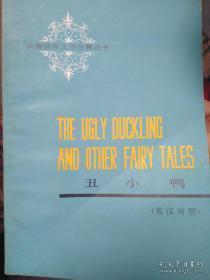 THE UGLY DUCKLING
AND OTHER FAIRY TALES
丑小鸭
(英汉对照)